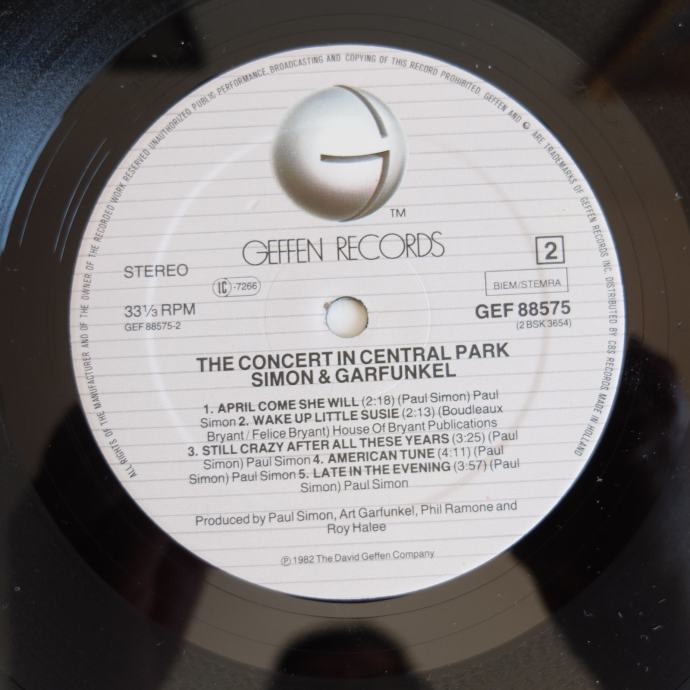 ALL RIGHTS OF THE MANUFACTURER AND OF THE OWNER OF THE RECORDED WORK RESERVED UNAUTHORIZED PUBLIC PERFORMANCE, BROADCASTING AND COPYING OF THIS RECORD PROHIBITED. GEFFEN AND G ARE TRADEMARKS OF GEFFEN RECORDS INC. DISTRIBUTED BY CBS RECORDS MADE IN HOLLAND
TM
GEFFEN RECORDS
STEREO
2
(IC)-7266
BIEM/STEMRA
33⅓ RPM
GEF 88575
GEF 88575-2
(2 BSK 3654)
THE CONCERT IN CENTRAL PARK
SIMON & GARFUNKEL
1. APRIL COME SHE WILL (2:18) (Paul Simon) Paul
Simon 2. WAKE UP LITTLE SUSIE (2:13) (Boudleaux
Bryant / Felice Bryant) House Of Bryant Publications
3. STILL CRAZY AFTER ALL THESE YEARS (3:25) (Paul
Simon) Paul Simon 4. AMERICAN TUNE (4:11) (Paul
Simon) Paul Simon 5. LATE IN THE EVENING (3:57) (Paul
Simon) Paul Simon
Produced by Paul Simon, Art Garfunkel, Phil Ramone and
Roy Halee
℗ 1982 The David Geffen Company